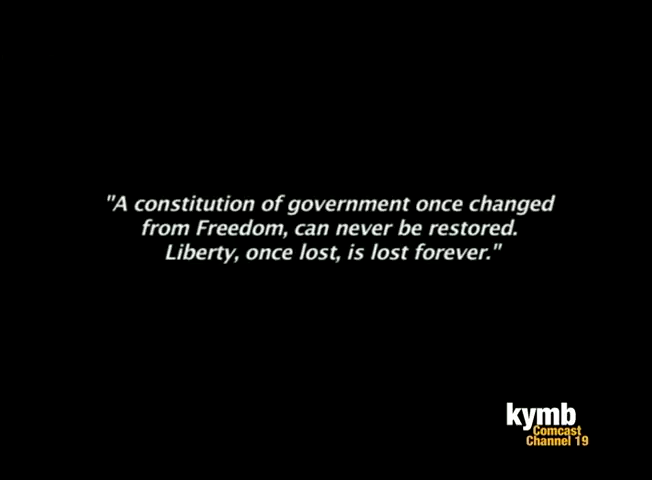 "A constitution of government once changed
from Freedom, can never be restored.
Liberty, once lost, is lost forever."
kymb
Comcast
Channel 19